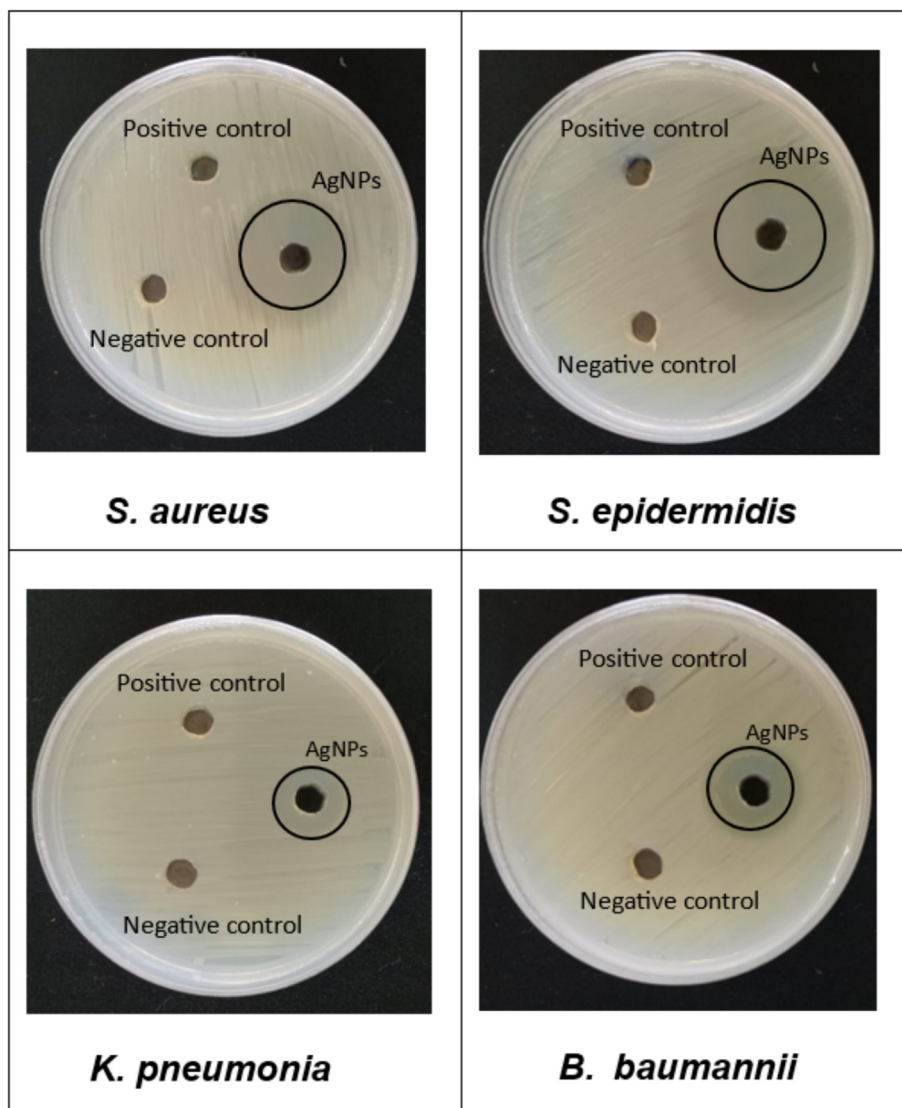 Positive control
AgNPs
Negative control
S. aureus
Positive control
AgNPs
Negative control
S. epidermidis
Positive control
AgNPs
Negative control
K. pneumonia
Positive control
AgNPs
Negative control
B. baumannii